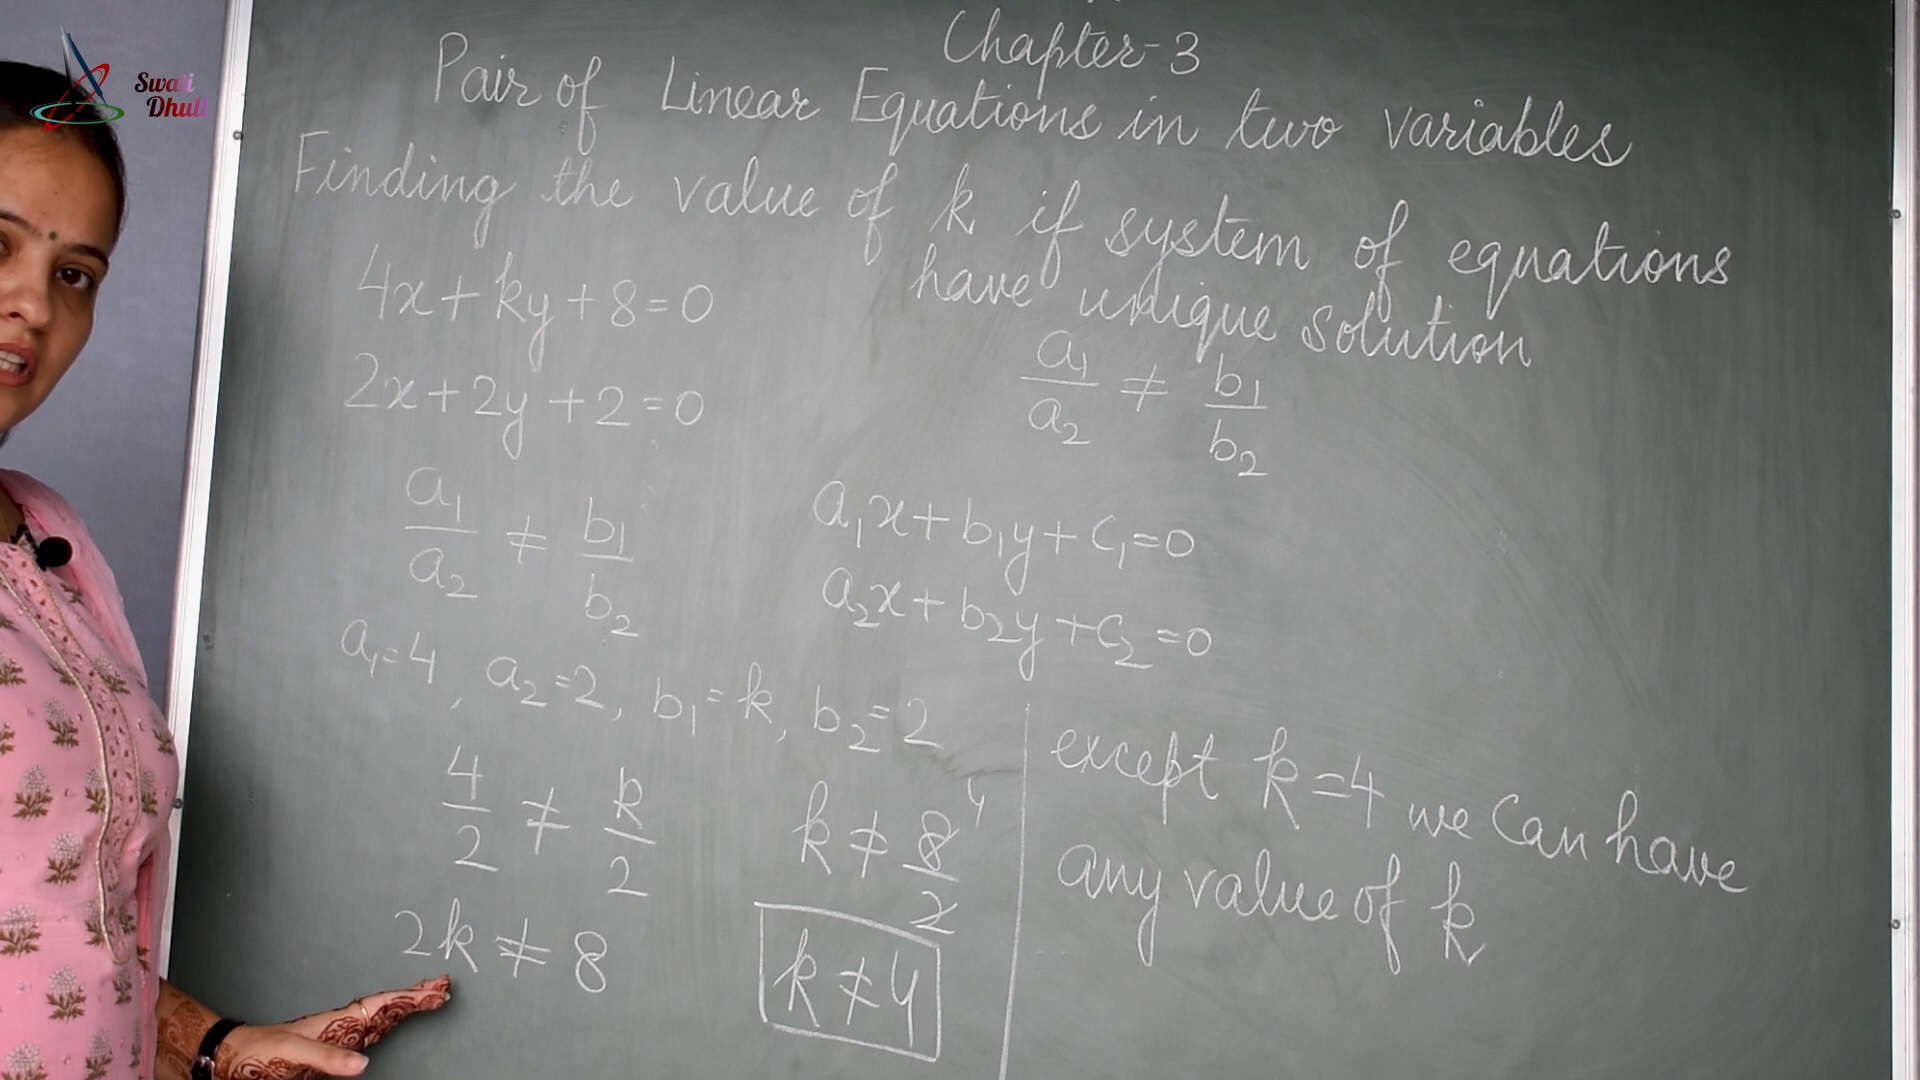 Swati
Dhull
Chapter-3
Pair of Linear Equations in two variables
Finding the value of k if system of equations
have unique solution
4x+ky+8=0
2x+2y+2=0
a₁/a₂ ≠ b₁/b₂
a₁/a₂ ≠ b₁/b₂
a₁x+b₁y+c₁=0
a₂x+b₂y+c₂=0
a₁=4, a₂=2, b₁=k, b₂=2
4/2 ≠ k/2
2k≠8
k≠8/2 4
k≠4
except k=4 we can have
any value of k